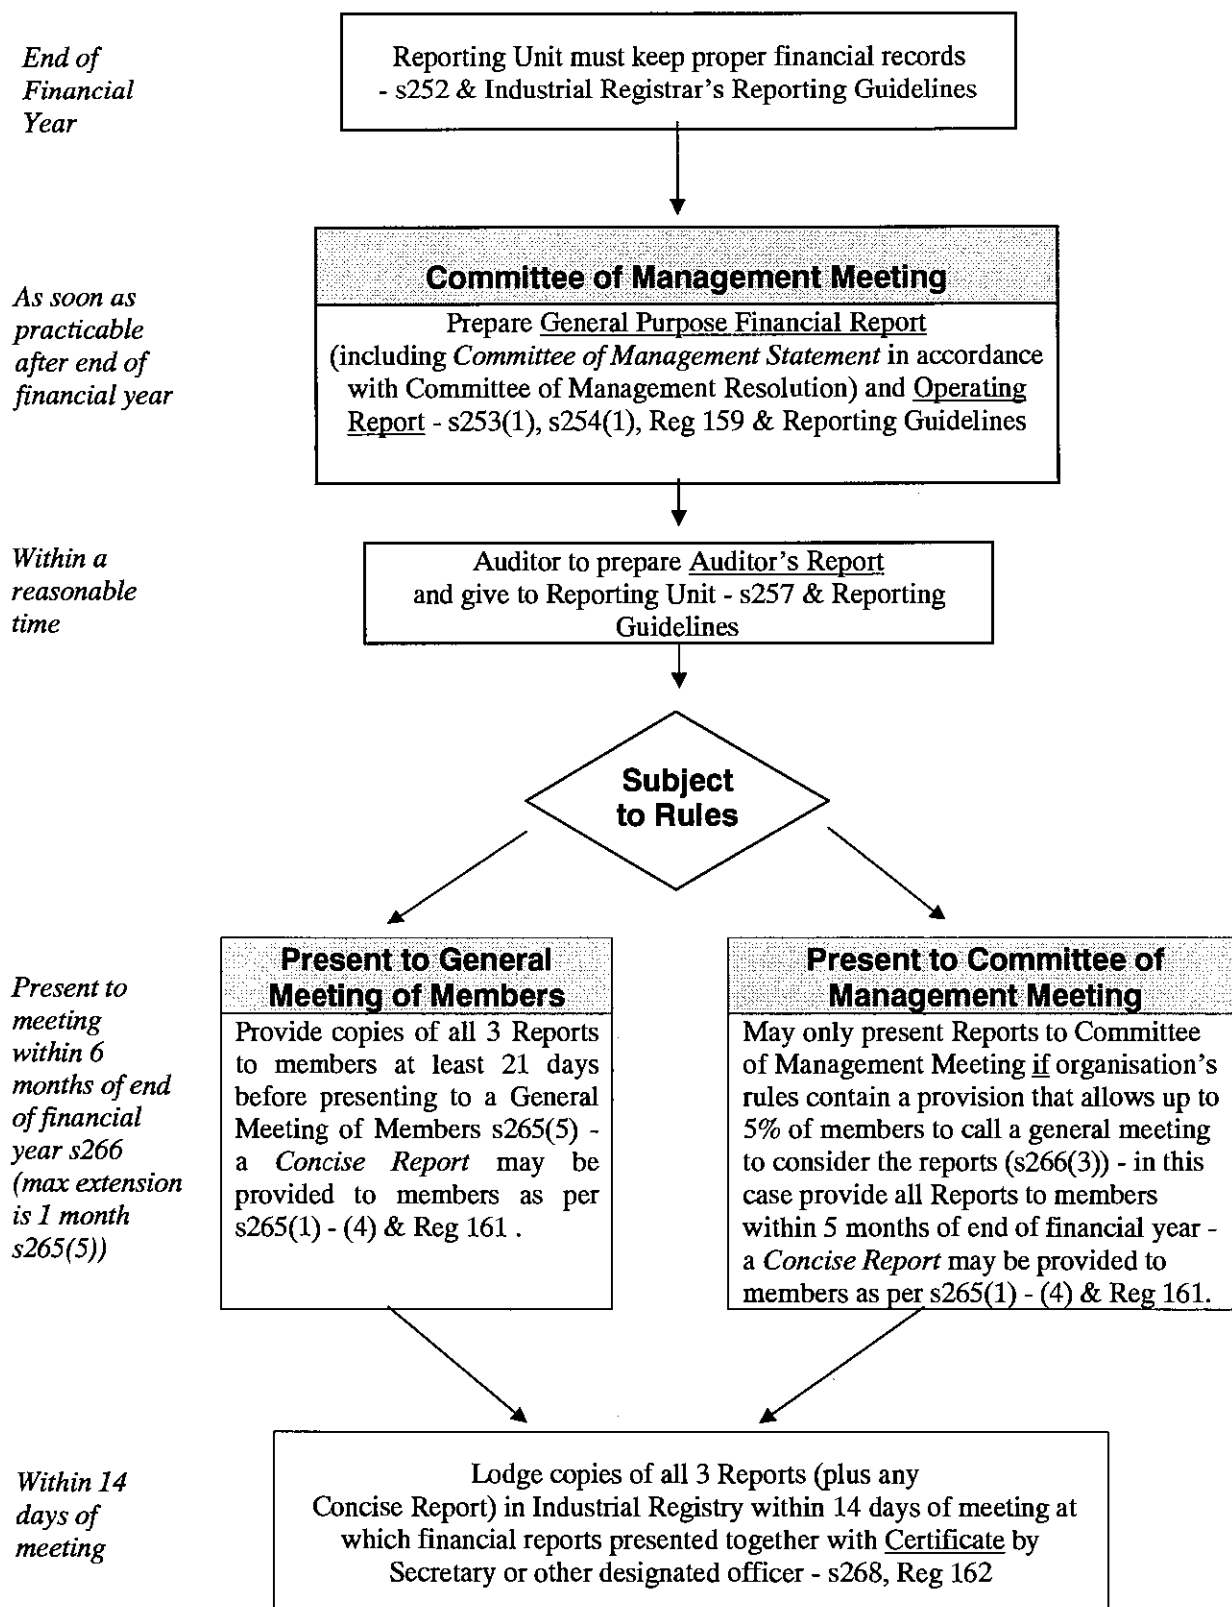 End of
Financial
Year
Reporting Unit must keep proper financial records
- s252 & Industrial Registrar's Reporting Guidelines
As soon as
practicable
after end of
financial year
Committee of Management Meeting
Prepare General Purpose Financial Report
(including Committee of Management Statement in accordance
with Committee of Management Resolution) and Operating
Report - s253(1), s254(1), Reg 159 & Reporting Guidelines
Within a
reasonable
time
Auditor to prepare Auditor's Report
and give to Reporting Unit - s257 & Reporting
Guidelines
Subject
to Rules
Present to
meeting
within 6
months of end
of financial
year s266
(max extension
is 1 month
s265(5))
Present to General
Meeting of Members
Provide copies of all 3 Reports
to members at least 21 days
before presenting to a General
Meeting of Members s265(5) -
a Concise Report may be
provided to members as per
s265(1) - (4) & Reg 161 .
Present to Committee of
Management Meeting
May only present Reports to Committee
of Management Meeting if organisation's
rules contain a provision that allows up to
5% of members to call a general meeting
to consider the reports (s266(3)) - in this
case provide all Reports to members
within 5 months of end of financial year -
a Concise Report may be provided to
members as per s265(1) - (4) & Reg 161.
Within 14
days of
meeting
Lodge copies of all 3 Reports (plus any
Concise Report) in Industrial Registry within 14 days of meeting at
which financial reports presented together with Certificate by
Secretary or other designated officer - s268, Reg 162